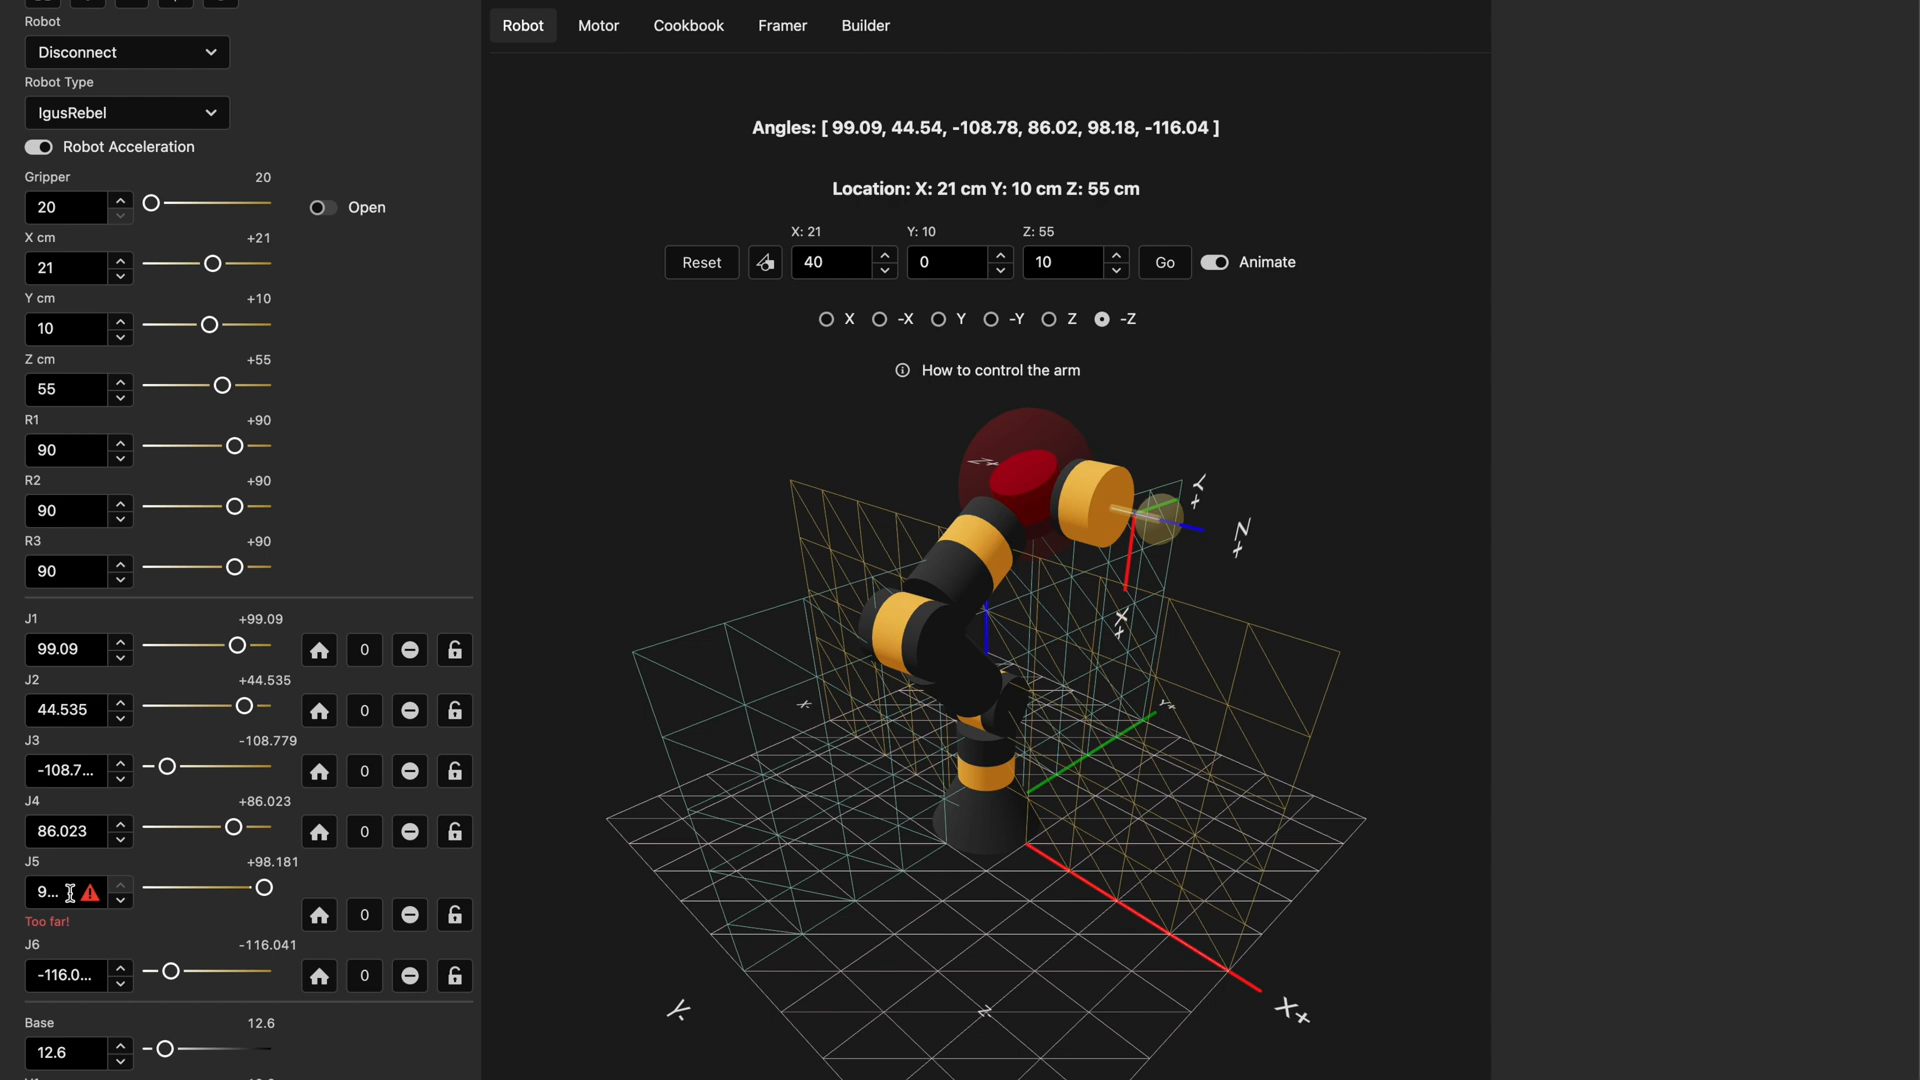 Robot
Disconnect
Robot Type
IgusRebel
Robot Acceleration
Gripper 20
20
Open
X cm +21
21
Y cm +10
10
Z cm +55
55
R1 +90
90
R2 +90
90
R3 +90
90
J1 +99.09
99.09 0
J2 +44.535
44.535 0
J3 -108.779
-108.7... 0
J4 +86.023
86.023 0
J5 +98.181
9...
Too far! 0
J6 -116.041
-116.0... 0
Base 12.6
12.6
Robot Motor Cookbook Framer Builder
Angles: [ 99.09, 44.54, -108.78, 86.02, 98.18, -116.04 ]
Location: X: 21 cm Y: 10 cm Z: 55 cm
X: 21 Y: 10 Z: 55
Reset 40 0 10 Go Animate
X -X Y -Y Z -Z
How to control the arm
Z+
Y+
Z+
X+
Y+
X+
Y-